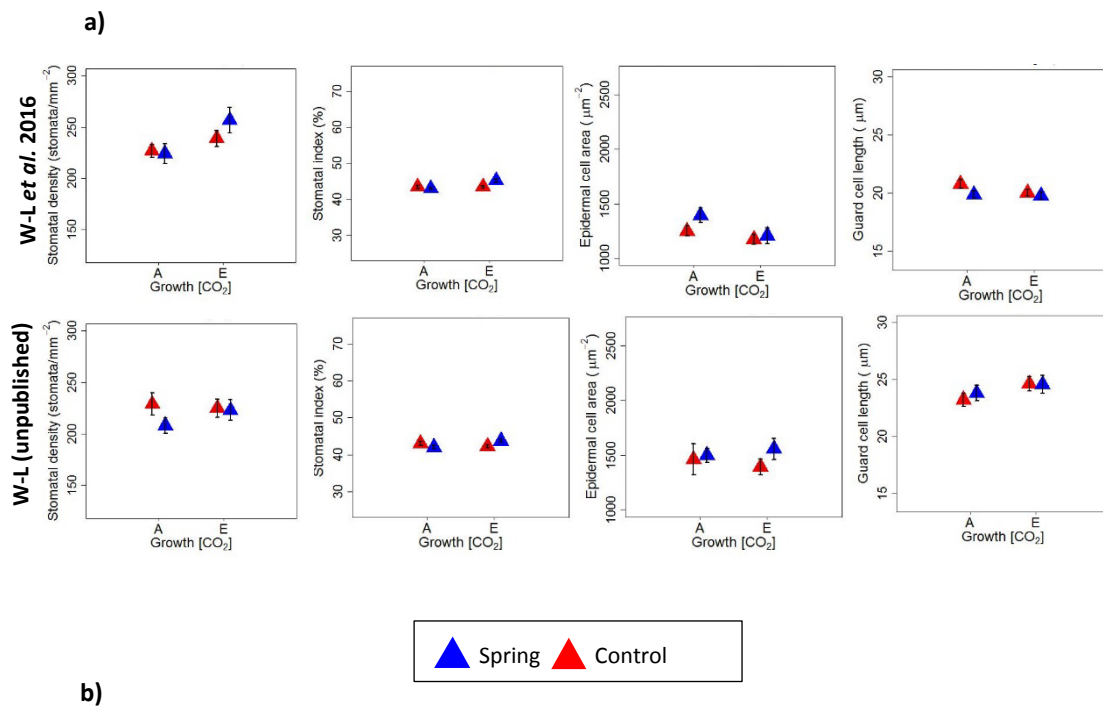 a)
W-L et al. 2016
Stomatal density (stomata/mm⁻²)
300
250
200
150
A E
Growth [CO₂]
Stomatal index (%)
70
60
50
40
30
A E
Growth [CO₂]
Epidermal cell area ( μm⁻²)
2500
2000
1500
1000
A E
Growth [CO₂]
Guard cell length ( μm)
30
25
20
15
A E
Growth [CO₂]
W-L (unpublished)
Stomatal density (stomata/mm⁻²)
300
250
200
150
A E
Growth [CO₂]
Stomatal index (%)
70
60
50
40
30
A E
Growth [CO₂]
Epidermal cell area ( μm⁻²)
2500
2000
1500
1000
A E
Growth [CO₂]
Guard cell length ( μm)
30
25
20
15
A E
Growth [CO₂]
Spring Control
b)